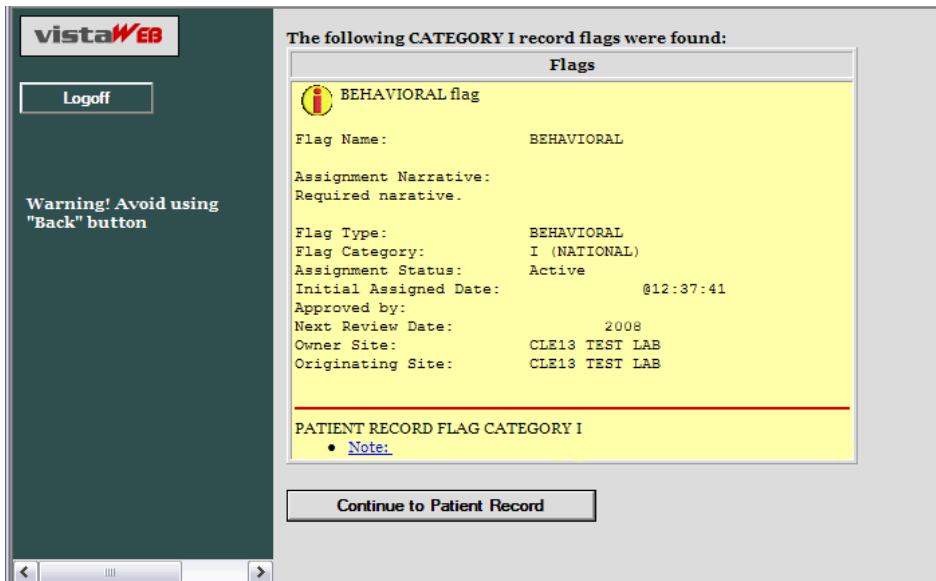 vistaWEB
Logoff
Warning! Avoid using
"Back" button
The following CATEGORY I record flags were found:
Flags
BEHAVIORAL flag
Flag Name: BEHAVIORAL
Assignment Narrative:
Required narative.
Flag Type: BEHAVIORAL
Flag Category: I (NATIONAL)
Assignment Status: Active
Initial Assigned Date: @12:37:41
Approved by:
Next Review Date: 2008
Owner Site: CLE13 TEST LAB
Originating Site: CLE13 TEST LAB
PATIENT RECORD FLAG CATEGORY I
• Note:
Continue to Patient Record